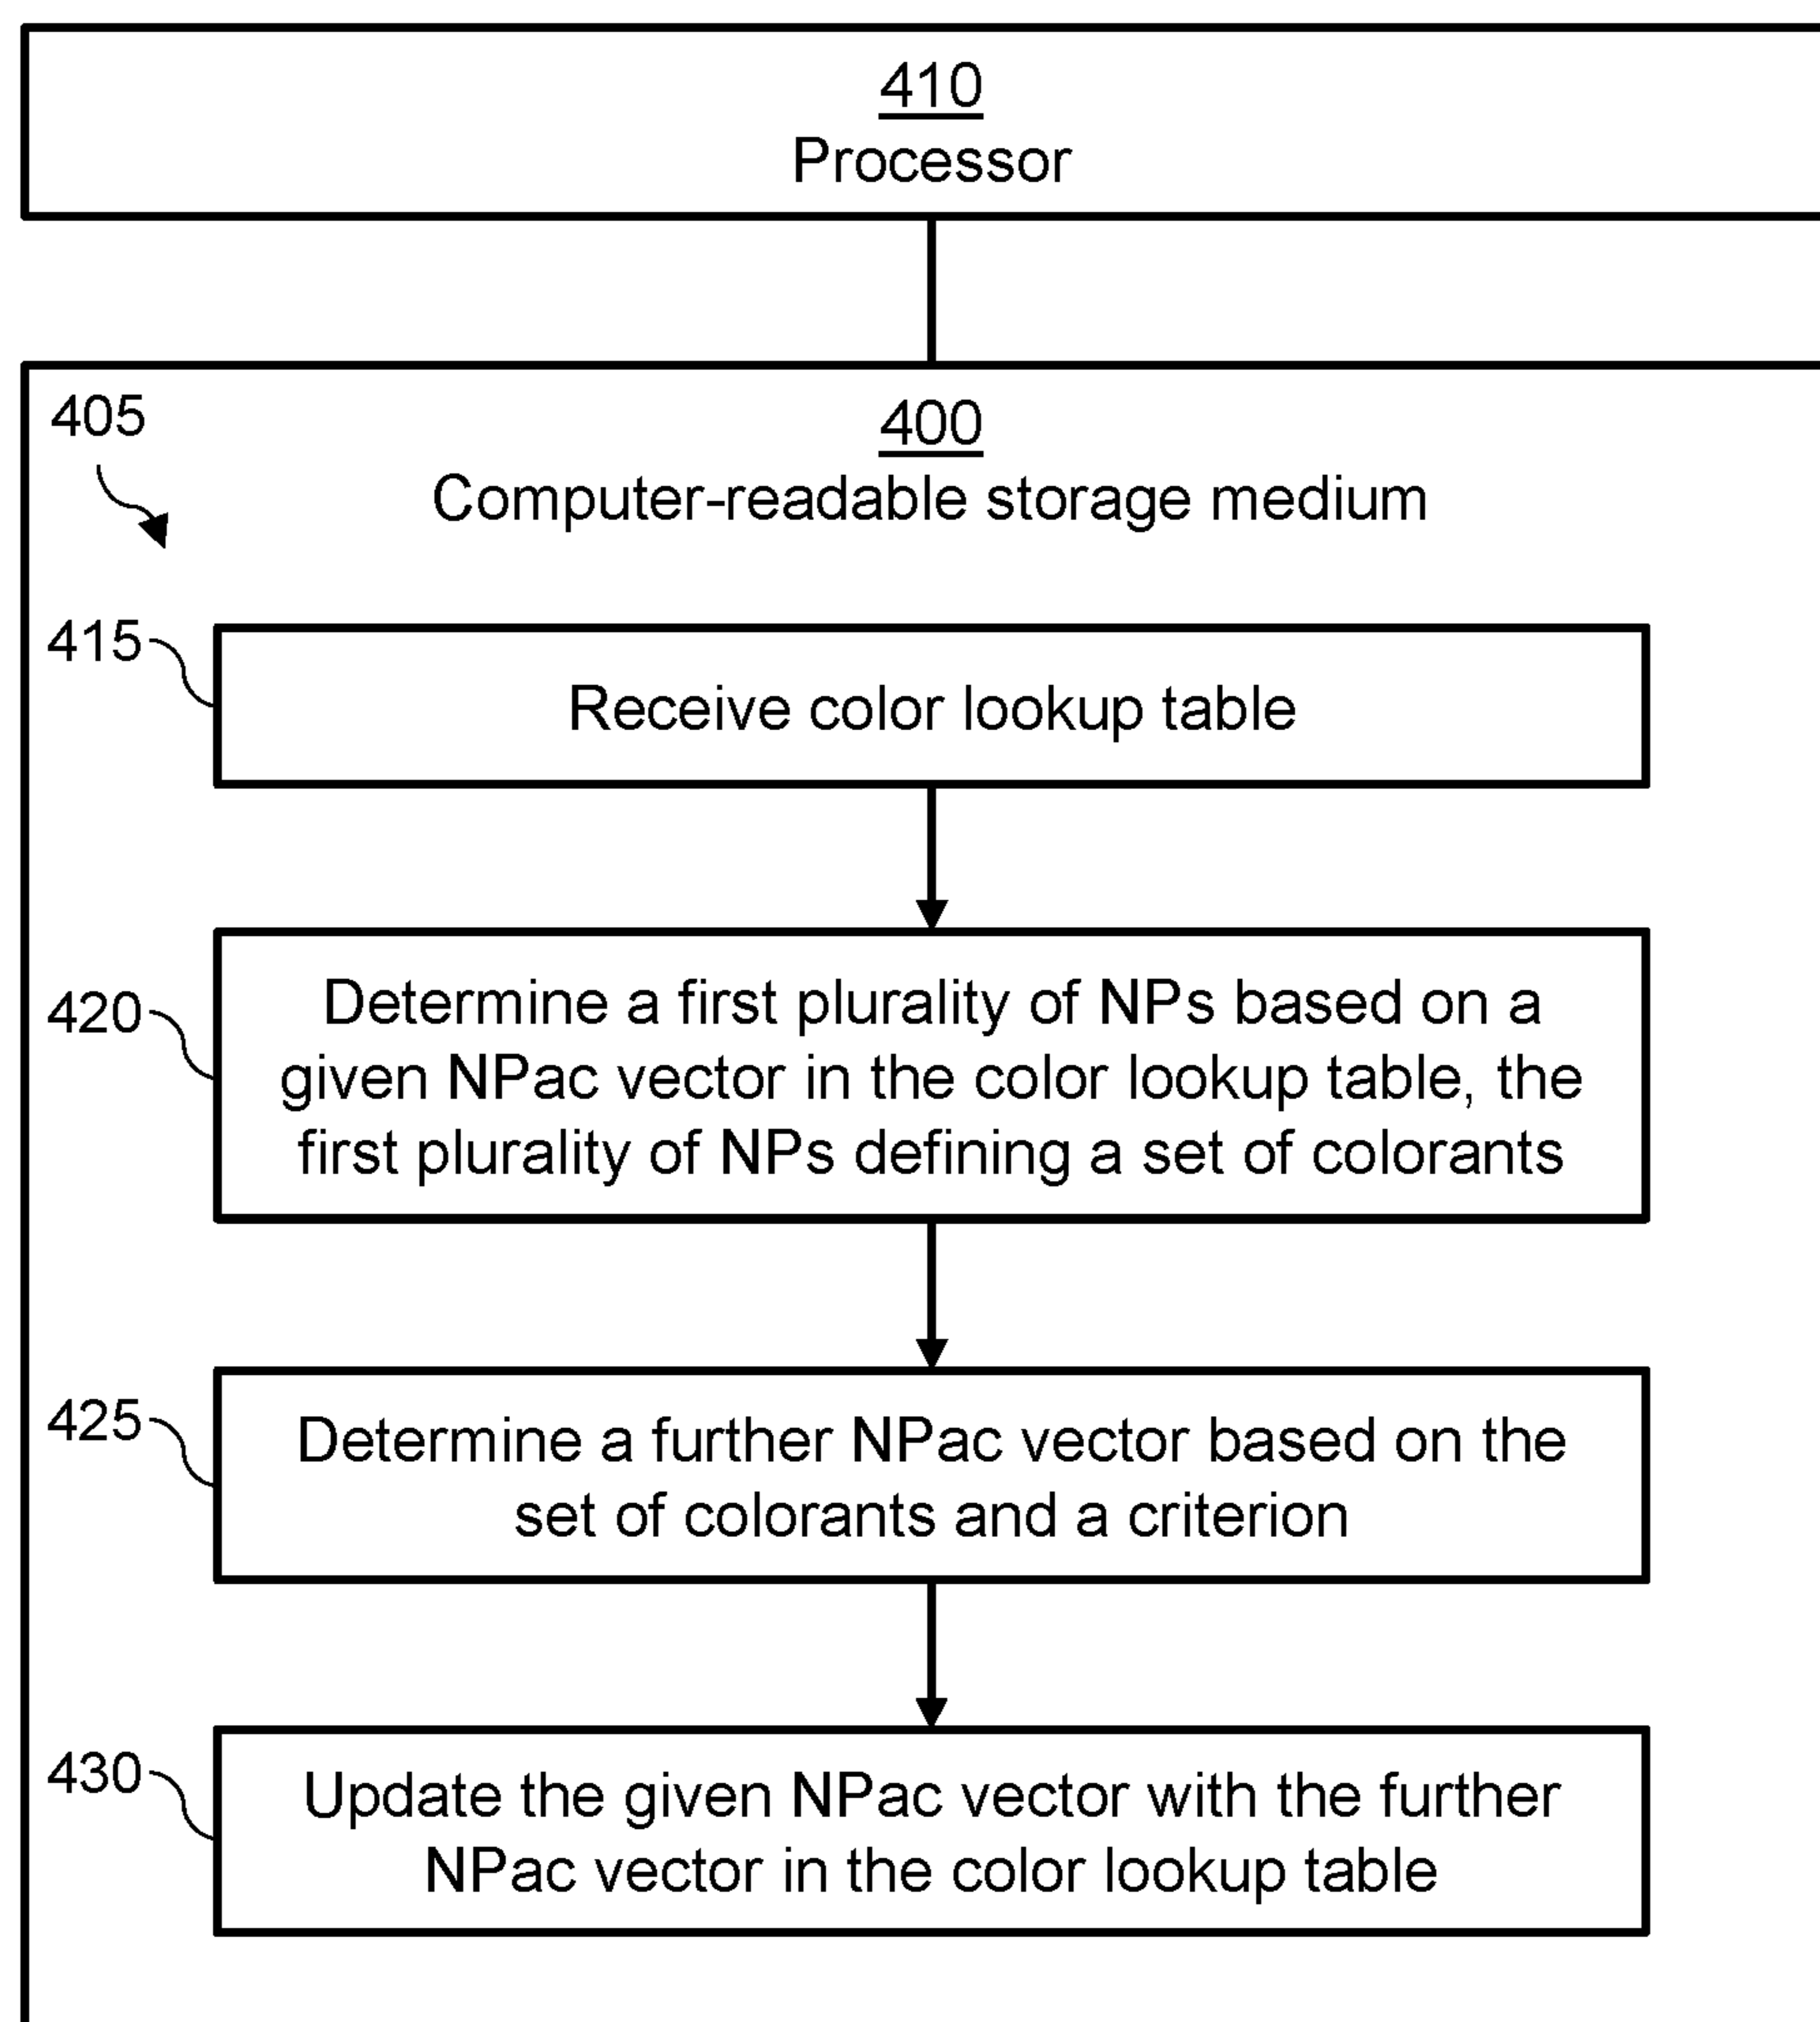 410
Processor
405
400
Computer-readable storage medium
415
Receive color lookup table
420
Determine a first plurality of NPs based on a
given NPac vector in the color lookup table, the
first plurality of NPs defining a set of colorants
425
Determine a further NPac vector based on the
set of colorants and a criterion
430
Update the given NPac vector with the further
NPac vector in the color lookup table